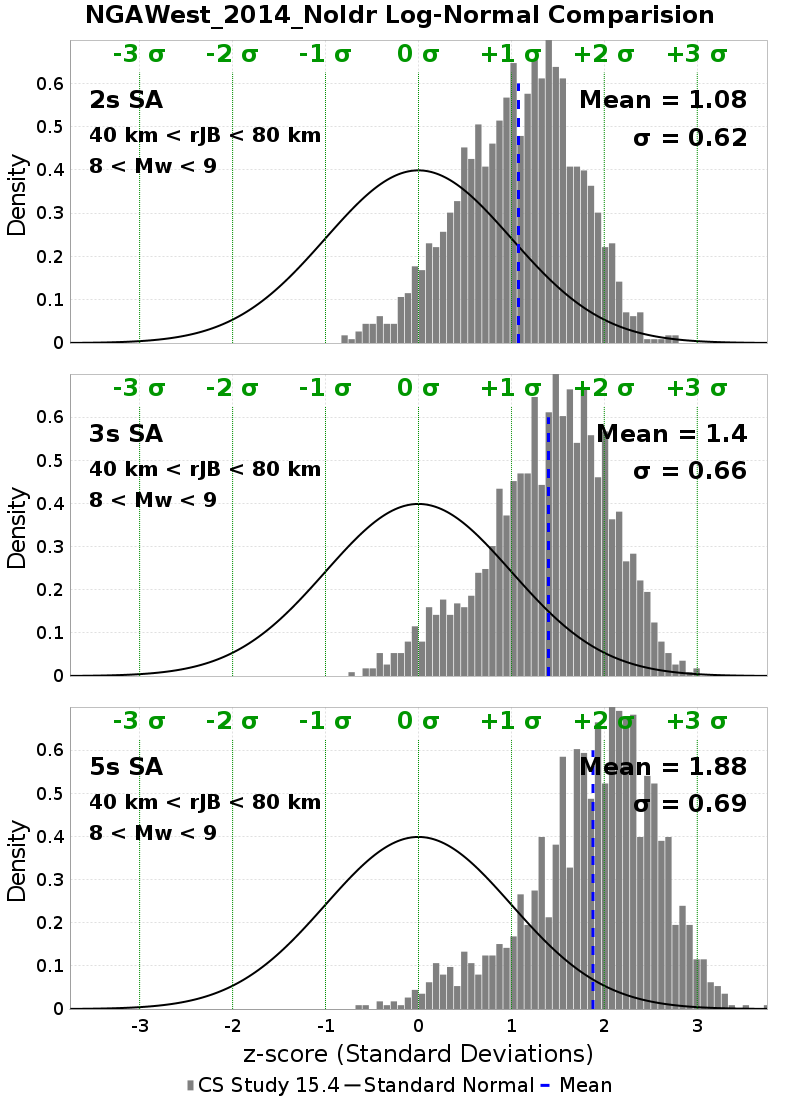 NGAWest_2014_NoIdr Log-Normal Comparision
-3 σ -2 σ -1 σ 0 σ +1 σ +2 σ +3 σ
2s SA
Mean = 1.08
40 km < rJB < 80 km
σ = 0.62
8 < Mw < 9
Density
0.6
0.5
0.4
0.3
0.2
0.1
0
-3 σ -2 σ -1 σ 0 σ +1 σ +2 σ +3 σ
3s SA
Mean = 1.4
40 km < rJB < 80 km
σ = 0.66
8 < Mw < 9
Density
0.6
0.5
0.4
0.3
0.2
0.1
0
-3 σ -2 σ -1 σ 0 σ +1 σ +2 σ +3 σ
5s SA
Mean = 1.88
40 km < rJB < 80 km
σ = 0.69
8 < Mw < 9
Density
0.6
0.5
0.4
0.3
0.2
0.1
0
-3 -2 -1 0 1 2 3
z-score (Standard Deviations)
CS Study 15.4 Standard Normal Mean